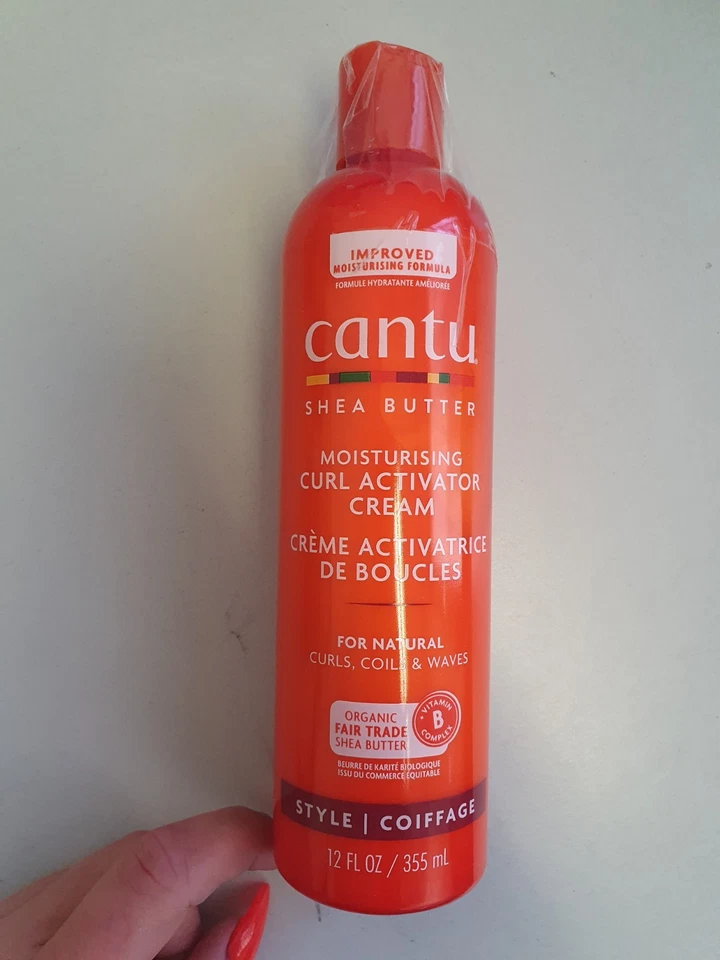 IMPROVED
MOISTURISING FORMULA
FORMULE HYDRATANTE AMÉLIORÉE
cantu
SHEA BUTTER
MOISTURISING
CURL ACTIVATOR
CREAM
CRÈME ACTIVATRICE
DE BOUCLES
FOR NATURAL
CURLS, COILS & WAVES
ORGANIC
FAIR TRADE
SHEA BUTTER
VITAMIN
B
COMPLEX
BEURRE DE KARITÉ BIOLOGIQUE
ISSU DU COMMERCE ÉQUITABLE
STYLE | COIFFAGE
12 FL OZ / 355 mL